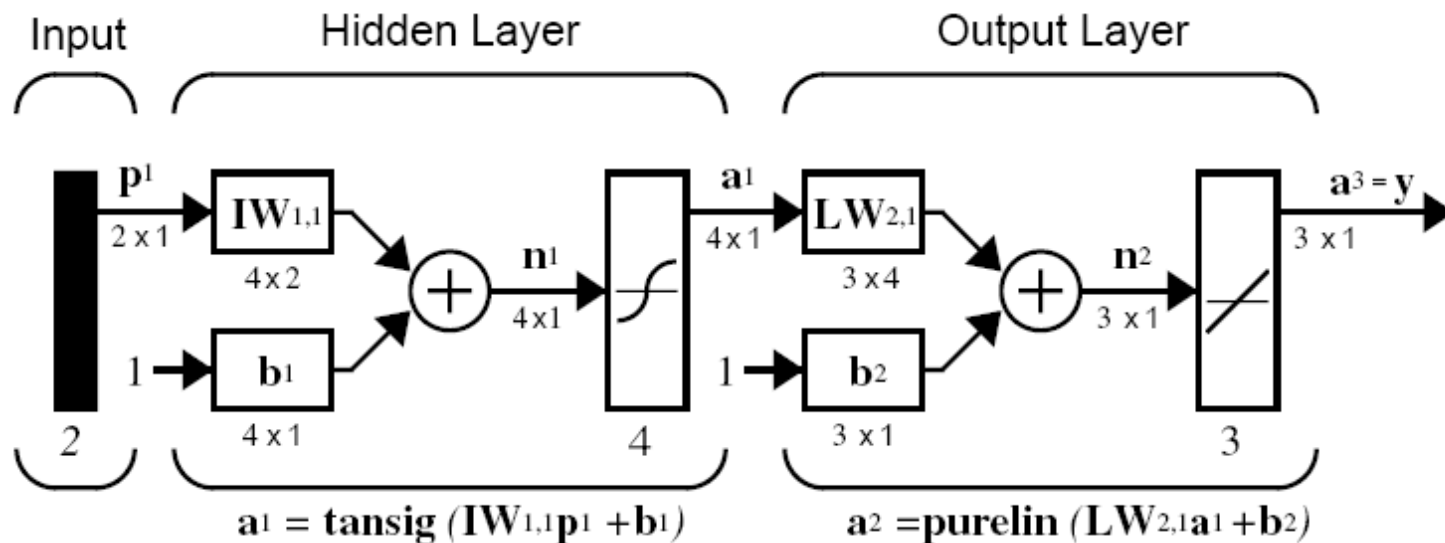 Input Hidden Layer Output Layer
p1 a1 a3 = y
IW1,1 LW2,1
2 x 1 4 x 1 3 x 1
n1 n2
4 x 2 3 x 4
4 x 1 3 x 1
1 b1 1 b2
2 4 x 1 4 3 x 1 3
a1 = tansig (IW1,1p1 +b1) a2 =purelin (LW2,1a1 +b2)